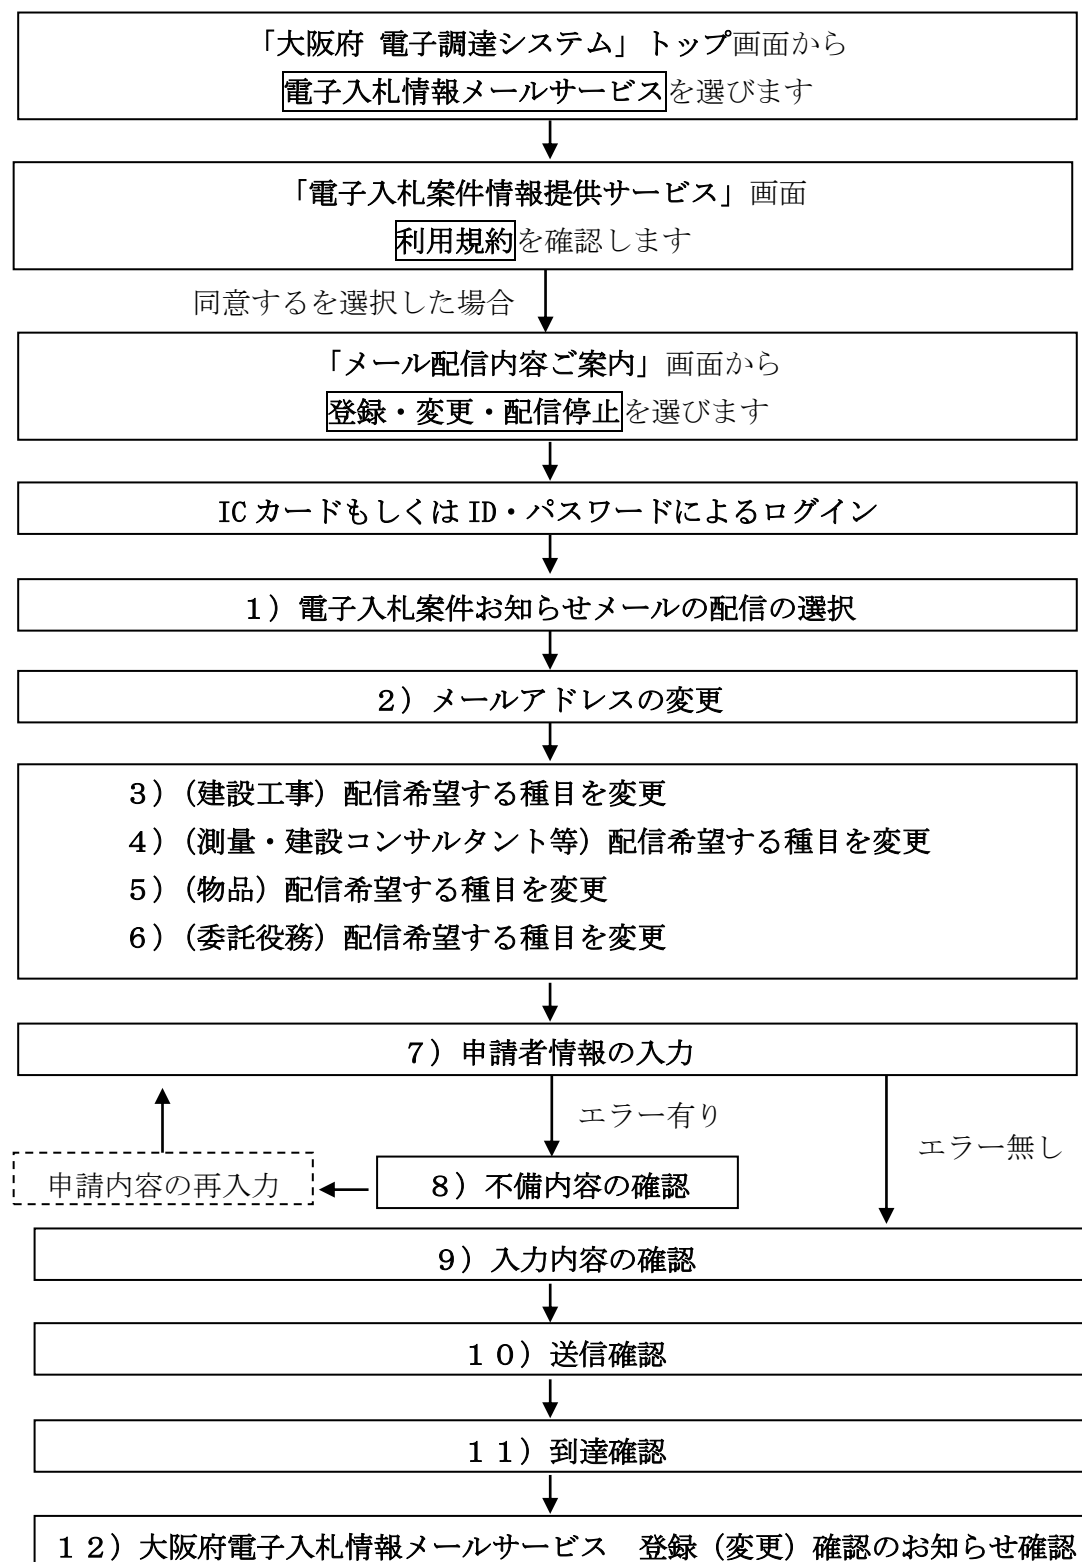 「大阪府 電子調達システム」トップ画面から
電子入札情報メールサービスを選びます
「電子入札案件情報提供サービス」画面
利用規約を確認します
同意するを選択した場合
「メール配信内容ご案内」画面から
登録・変更・配信停止を選びます
IC カードもしくは ID・パスワードによるログイン
１）電子入札案件お知らせメールの配信の選択
２）メールアドレスの変更
３）（建設工事）配信希望する種目を変更
４）（測量・建設コンサルタント等）配信希望する種目を変更
５）（物品）配信希望する種目を変更
６）（委託役務）配信希望する種目を変更
７）申請者情報の入力
エラー有り
エラー無し
申請内容の再入力
８）不備内容の確認
９）入力内容の確認
１０）送信確認
１１）到達確認
１２）大阪府電子入札情報メールサービス　登録（変更）確認のお知らせ確認